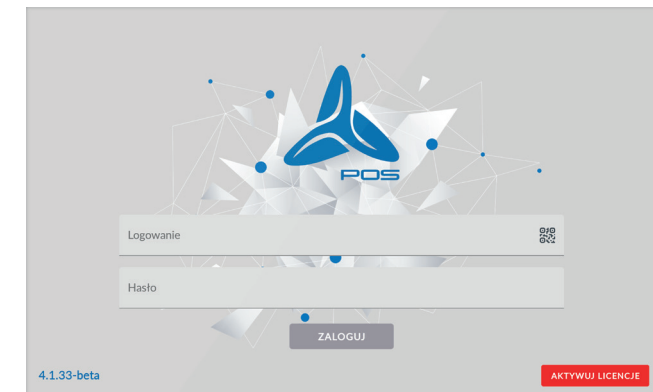 POS
Logowanie
Hasło
ZALOGUJ
4.1.33-beta
AKTYWUJ LICENCJE